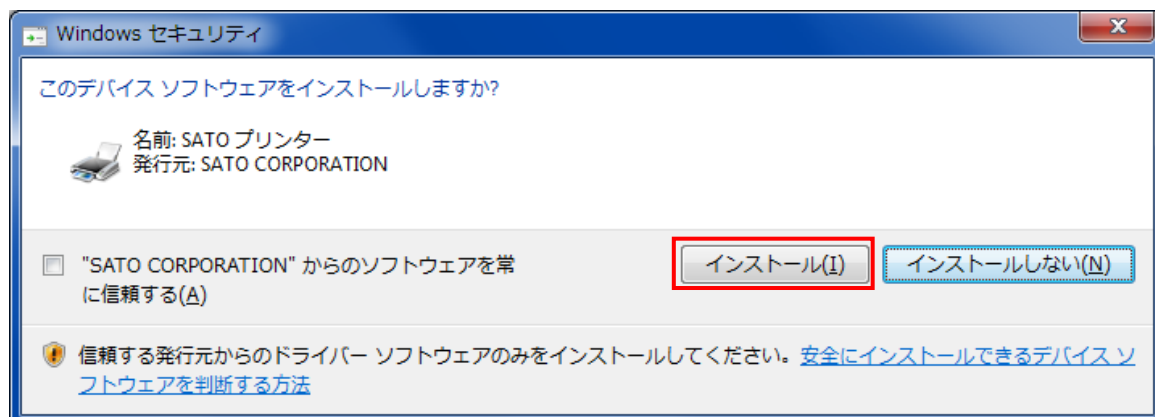 Windows セキュリティ
このデバイス ソフトウェアをインストールしますか?
名前: SATO プリンター
発行元: SATO CORPORATION
"SATO CORPORATION" からのソフトウェアを常
に信頼する(A)
インストール(I)
インストールしない(N)
信頼する発行元からのドライバー ソフトウェアのみをインストールしてください。安全にインストールできるデバイス ソ
フトウェアを判断する方法